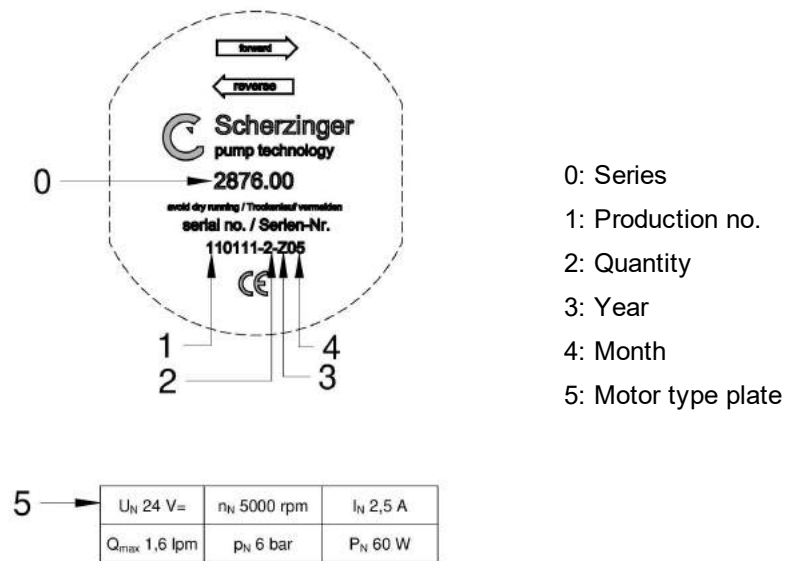 forward
reverse
Scherzinger
pump technology
0
2876.00
avoid dry running / Trockenlauf vermeiden
serial no. / Serien-Nr.
110111-2-Z05
CE
1
4
2
3
0: Series
1: Production no.
2: Quantity
3: Year
4: Month
5: Motor type plate
5
UN 24 V= nN 5000 rpm IN 2,5 A
Qmax 1,6 lpm pN 6 bar PN 60 W